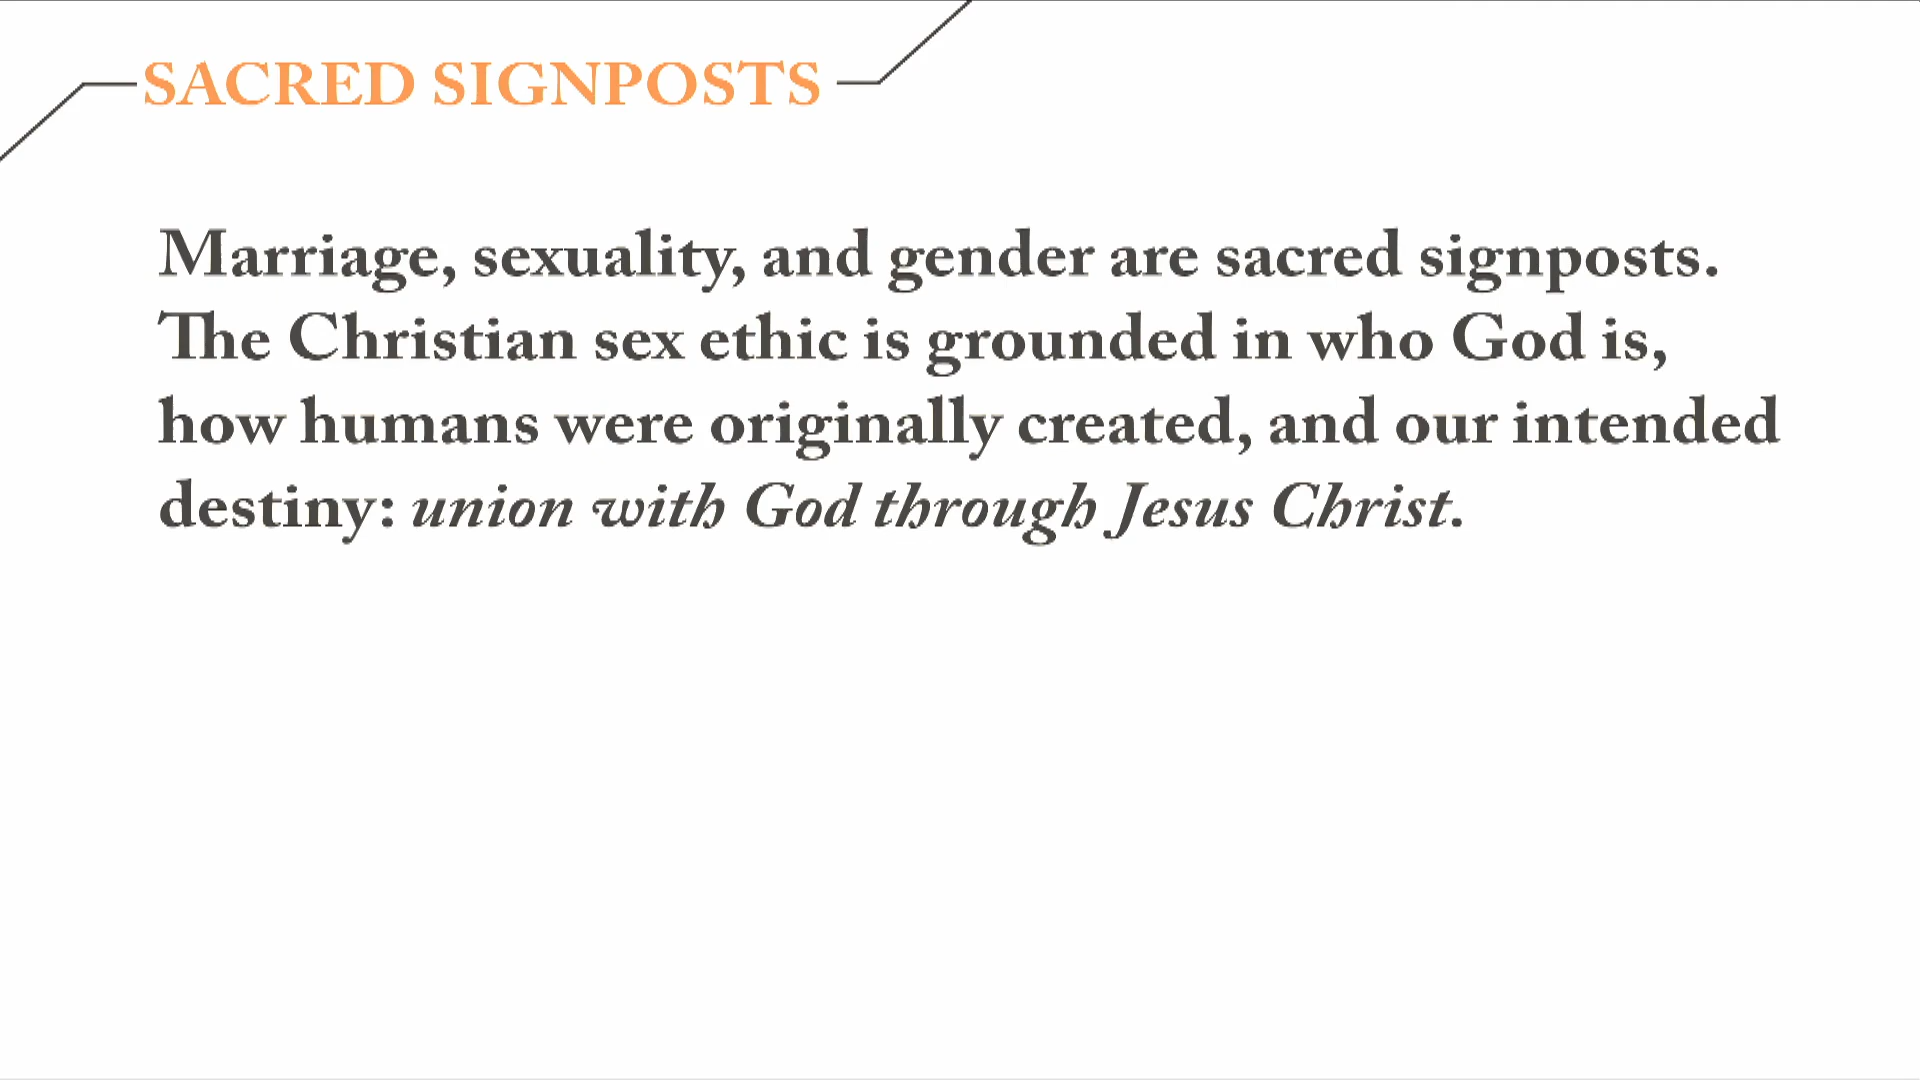 SACRED SIGNPOSTS
Marriage, sexuality, and gender are sacred signposts.
The Christian sex ethic is grounded in who God is,
how humans were originally created, and our intended
destiny: union with God through Jesus Christ.